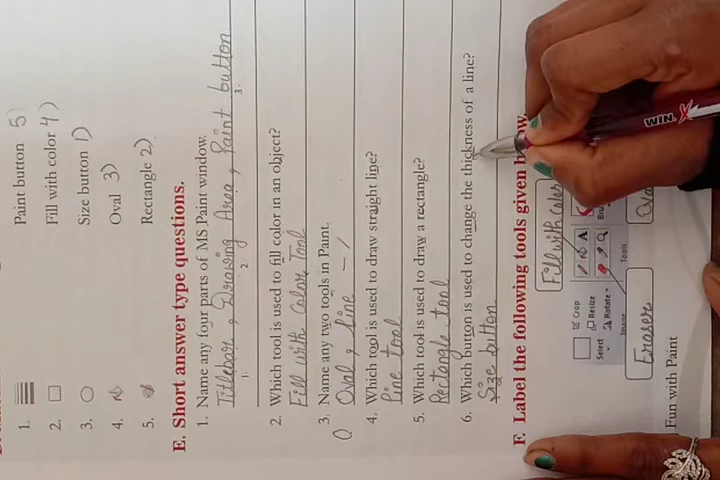 1. Paint button 5)
2. Fill with color 4)
3. Size button 1)
4. Oval 3)
5. Rectangle 2)
E. Short answer type questions.
1. Name any four parts of MS Paint window.
Titlebar, Drawing Area, Paint button
1. 2. 3.
2. Which tool is used to fill color in an object?
Fill with color Tool
3. Name any two tools in Paint.
Oval, line
4. Which tool is used to draw straight line?
line tool
5. Which tool is used to draw a rectangle?
Rectangle tool
6. Which button is used to change the thickness of a line?
Size button
F. Label the following tools given
Fill with color
Crop
Resize
Select Rotate
A
Image Tools
Eraser
Fun with Paint
WIN X